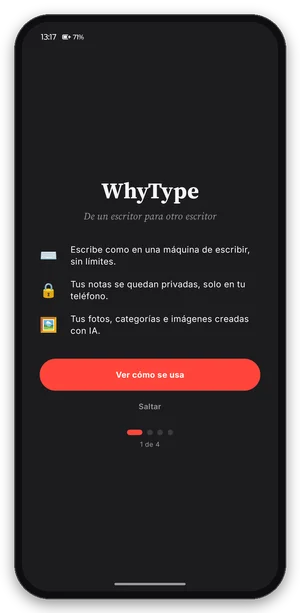 13:17 71%
WhyType
De un escritor para otro escritor
Escribe como en una máquina de escribir,
sin límites.
Tus notas se quedan privadas, solo en tu
teléfono.
Tus fotos, categorías e imágenes creadas
con IA.
Ver cómo se usa
Saltar
1 de 4